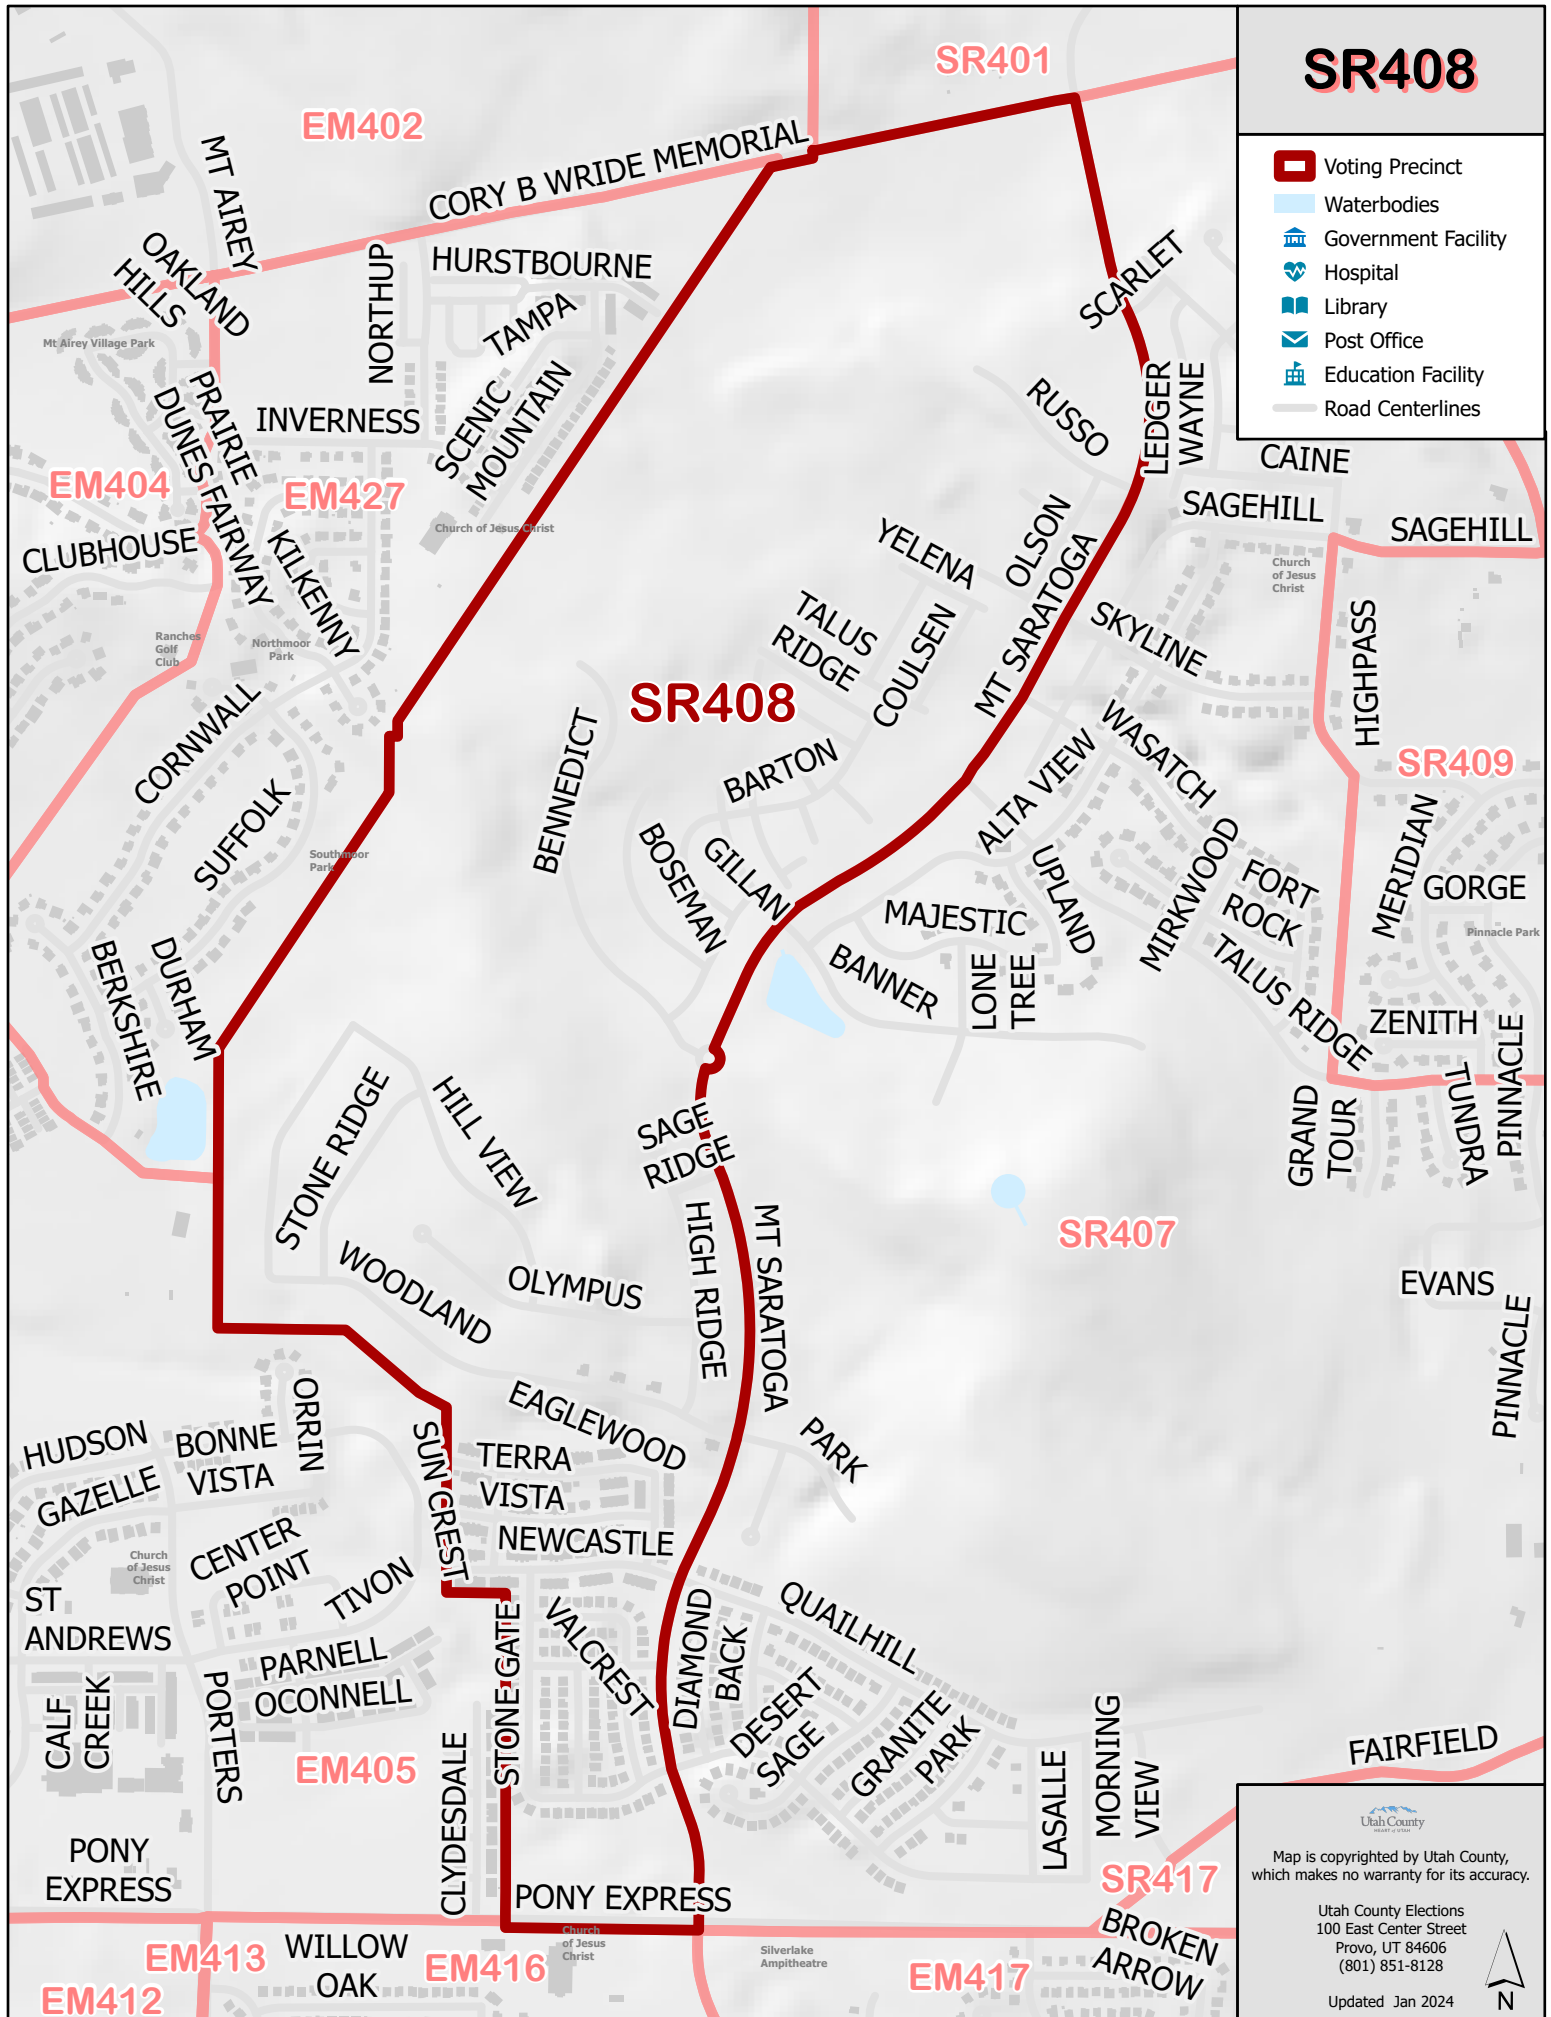 SR408
Voting Precinct
Waterbodies
Government Facility
Hospital
Library
Post Office
Education Facility
Road Centerlines
SR401
EM402
CORY B WRIDE MEMORIAL
MT AIREY
OAKLAND
HILLS
Mt Airey Village Park
NORTHUP
HURSTBOURNE
TAMPA
SCENIC
MOUNTAIN
SCARLET
PRAIRIE
DUNES
FAIRWAY
INVERNESS
RUSSO
LEDGER
WAYNE
CAINE
EM404
EM427
SAGEHILL
SAGEHILL
Church of Jesus Christ
CLUBHOUSE
KILKENNY
YELENA
OLSON
MT SARATOGA
Church
of Jesus
Christ
TALUS
RIDGE
COULSEN
SKYLINE
HIGHPASS
Ranches
Golf
Club
Northmoor
Park
CORNWALL
SR408
BENNEDICT
BARTON
WASATCH
ALTA VIEW
SR409
SUFFOLK
Southmoor
Park
BOSEMAN
GILLAN
UPLAND
MIRKWOOD
FORT
ROCK
MERIDIAN
GORGE
Pinnacle Park
MAJESTIC
BANNER
LONE
TREE
TALUS RIDGE
BERKSHIRE
DURHAM
ZENITH
PINNACLE
TUNDRA
STONE RIDGE
HILL VIEW
SAGE
RIDGE
GRAND
TOUR
SR407
HIGH RIDGE
MT SARATOGA
WOODLAND
OLYMPUS
EVANS
PINNACLE
ORRIN
HUDSON
BONNE
VISTA
GAZELLE
SUN CREST
EAGLEWOOD
PARK
TERRA
VISTA
NEWCASTLE
CENTER
POINT
Church
of Jesus
Christ
TIVON
ST
ANDREWS
STONE GATE
VALCREST
DIAMOND
BACK
QUAILHILL
PARNELL
OCONNELL
CALF
CREEK
PORTERS
DESERT
SAGE
GRANITE
PARK
LASALLE
MORNING
VIEW
FAIRFIELD
EM405
CLYDESDALE
PONY
EXPRESS
PONY EXPRESS
SR417
BROKEN
ARROW
EM413
WILLOW
OAK
EM416
Church
of Jesus
Christ
Silverlake
Ampitheatre
EM417
EM412
Utah County
HEART of UTAH
Map is copyrighted by Utah County,
which makes no warranty for its accuracy.
Utah County Elections
100 East Center Street
Provo, UT 84606
(801) 851-8128
Updated Jan 2024
N